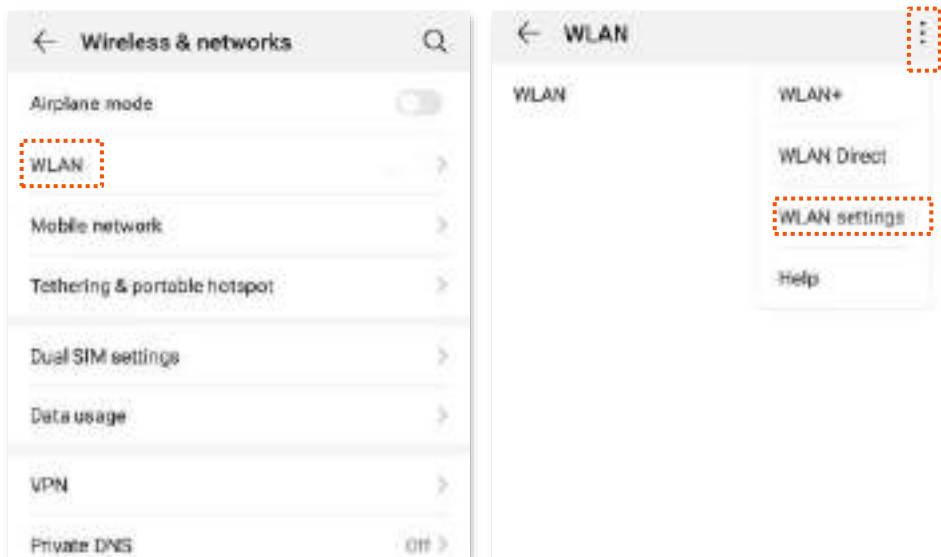 Wireless & networks
Airplane mode
WLAN
Mobile network
Tethering & portable hotspot
Dual SIM settings
Data usage
VPN
Private DNS Off
WLAN
WLAN
WLAN+
WLAN Direct
WLAN settings
Help